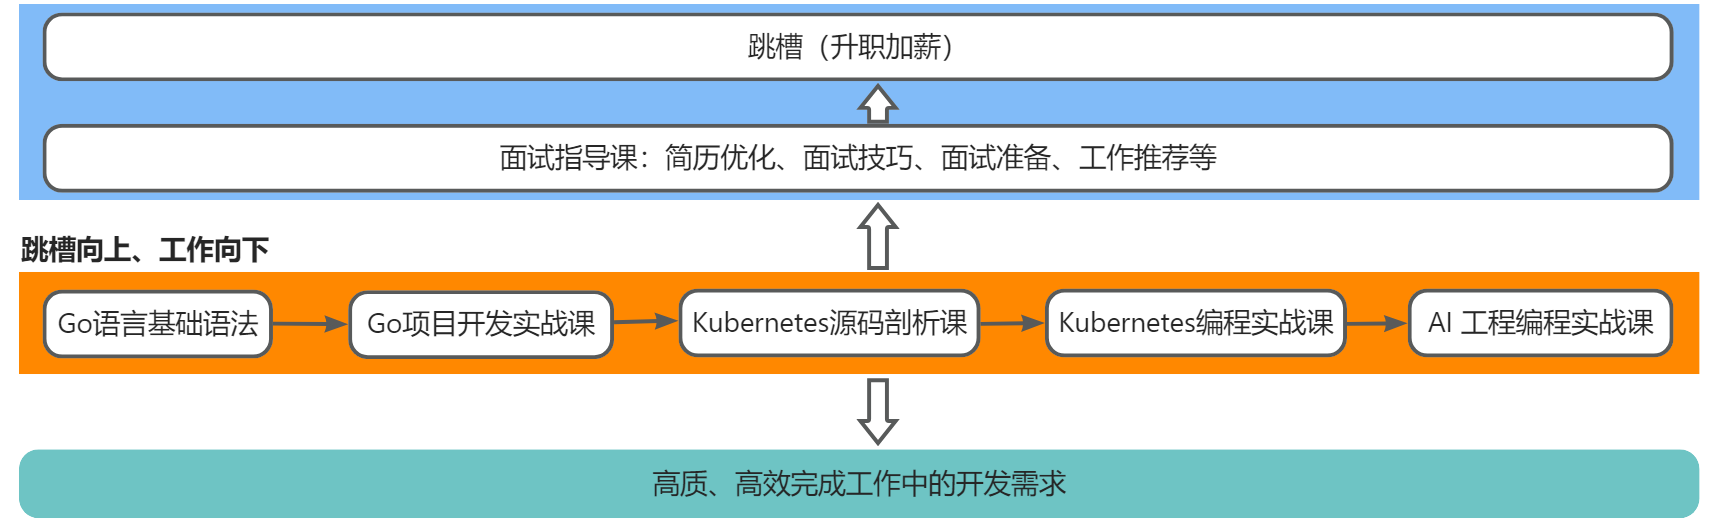 跳槽（升职加薪）
面试指导课：简历优化、面试技巧、面试准备、工作推荐等
跳槽向上、工作向下
Go语言基础语法
Go项目开发实战课
Kubernetes源码剖析课
Kubernetes编程实战课
AI 工程编程实战课
高质、高效完成工作中的开发需求